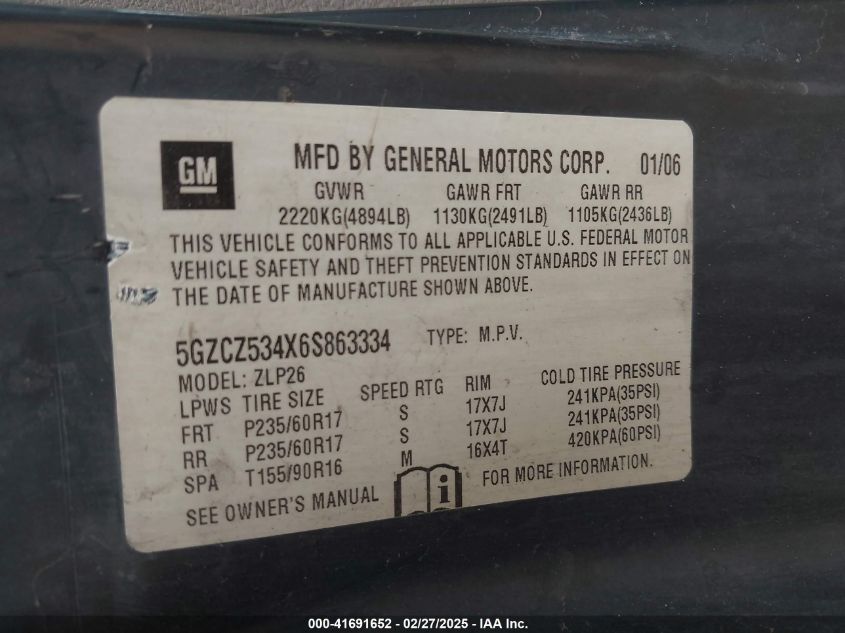 GM
MFD BY GENERAL MOTORS CORP. 01/06
GVWR GAWR FRT GAWR RR
2220KG(4894LB) 1130KG(2491LB) 1105KG(2436LB)
THIS VEHICLE CONFORMS TO ALL APPLICABLE U.S. FEDERAL MOTOR
VEHICLE SAFETY AND THEFT PREVENTION STANDARDS IN EFFECT ON
THE DATE OF MANUFACTURE SHOWN ABOVE.
5GZCZ534X6S863334 TYPE: M.P.V.
MODEL: ZLP26
LPWS TIRE SIZE SPEED RTG RIM COLD TIRE PRESSURE
FRT P235/60R17 S 17X7J 241KPA(35PSI)
RR P235/60R17 S 17X7J 241KPA(35PSI)
SPA T155/90R16 M 16X4T 420KPA(60PSI)
SEE OWNER'S MANUAL i FOR MORE INFORMATION.
000-41691652 - 02/27/2025 - IAA Inc.